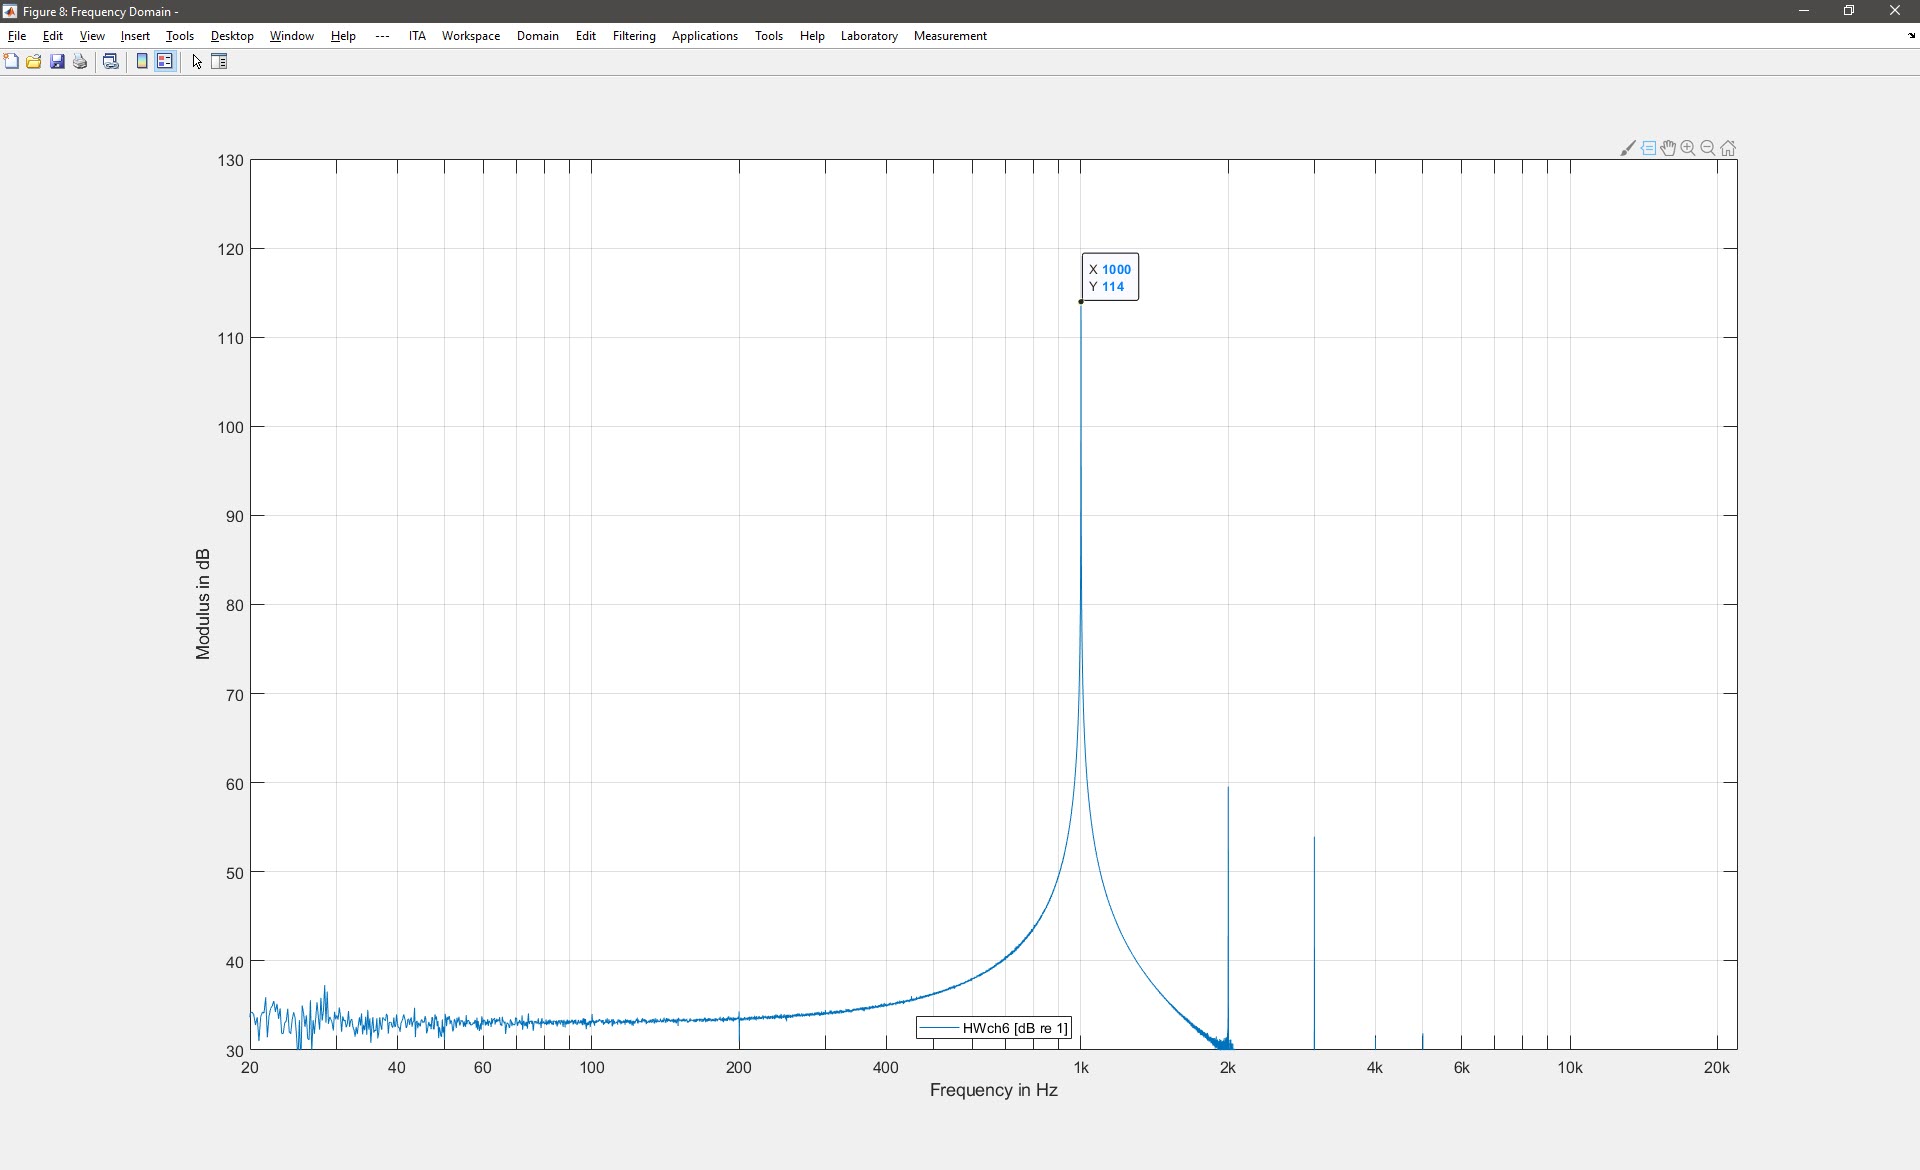 Figure 8: Frequency Domain -
File Edit View Insert Tools Desktop Window Help --- ITA Workspace Domain Edit Filtering Applications Tools Help Laboratory Measurement
130
120
110
100
90
80
70
60
50
40
30
Modulus in dB
X 1000
Y 114
HWch6 [dB re 1]
20 40 60 100 200 400 1k 2k 4k 6k 10k 20k
Frequency in Hz